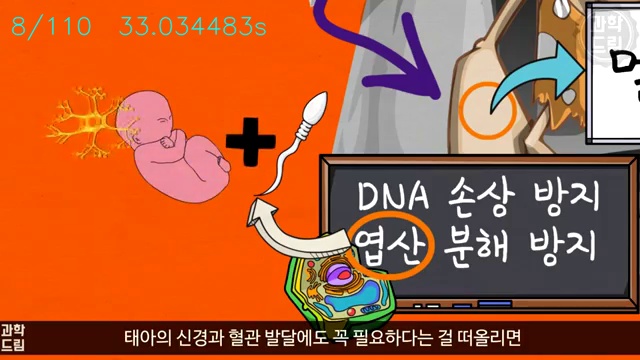 8/110 33.034483s
과학
드림
DNA 손상 방지
엽산 분해 방지
과학
드림
태아의 신경과 혈관 발달에도 꼭 필요하다는 걸 떠올리면